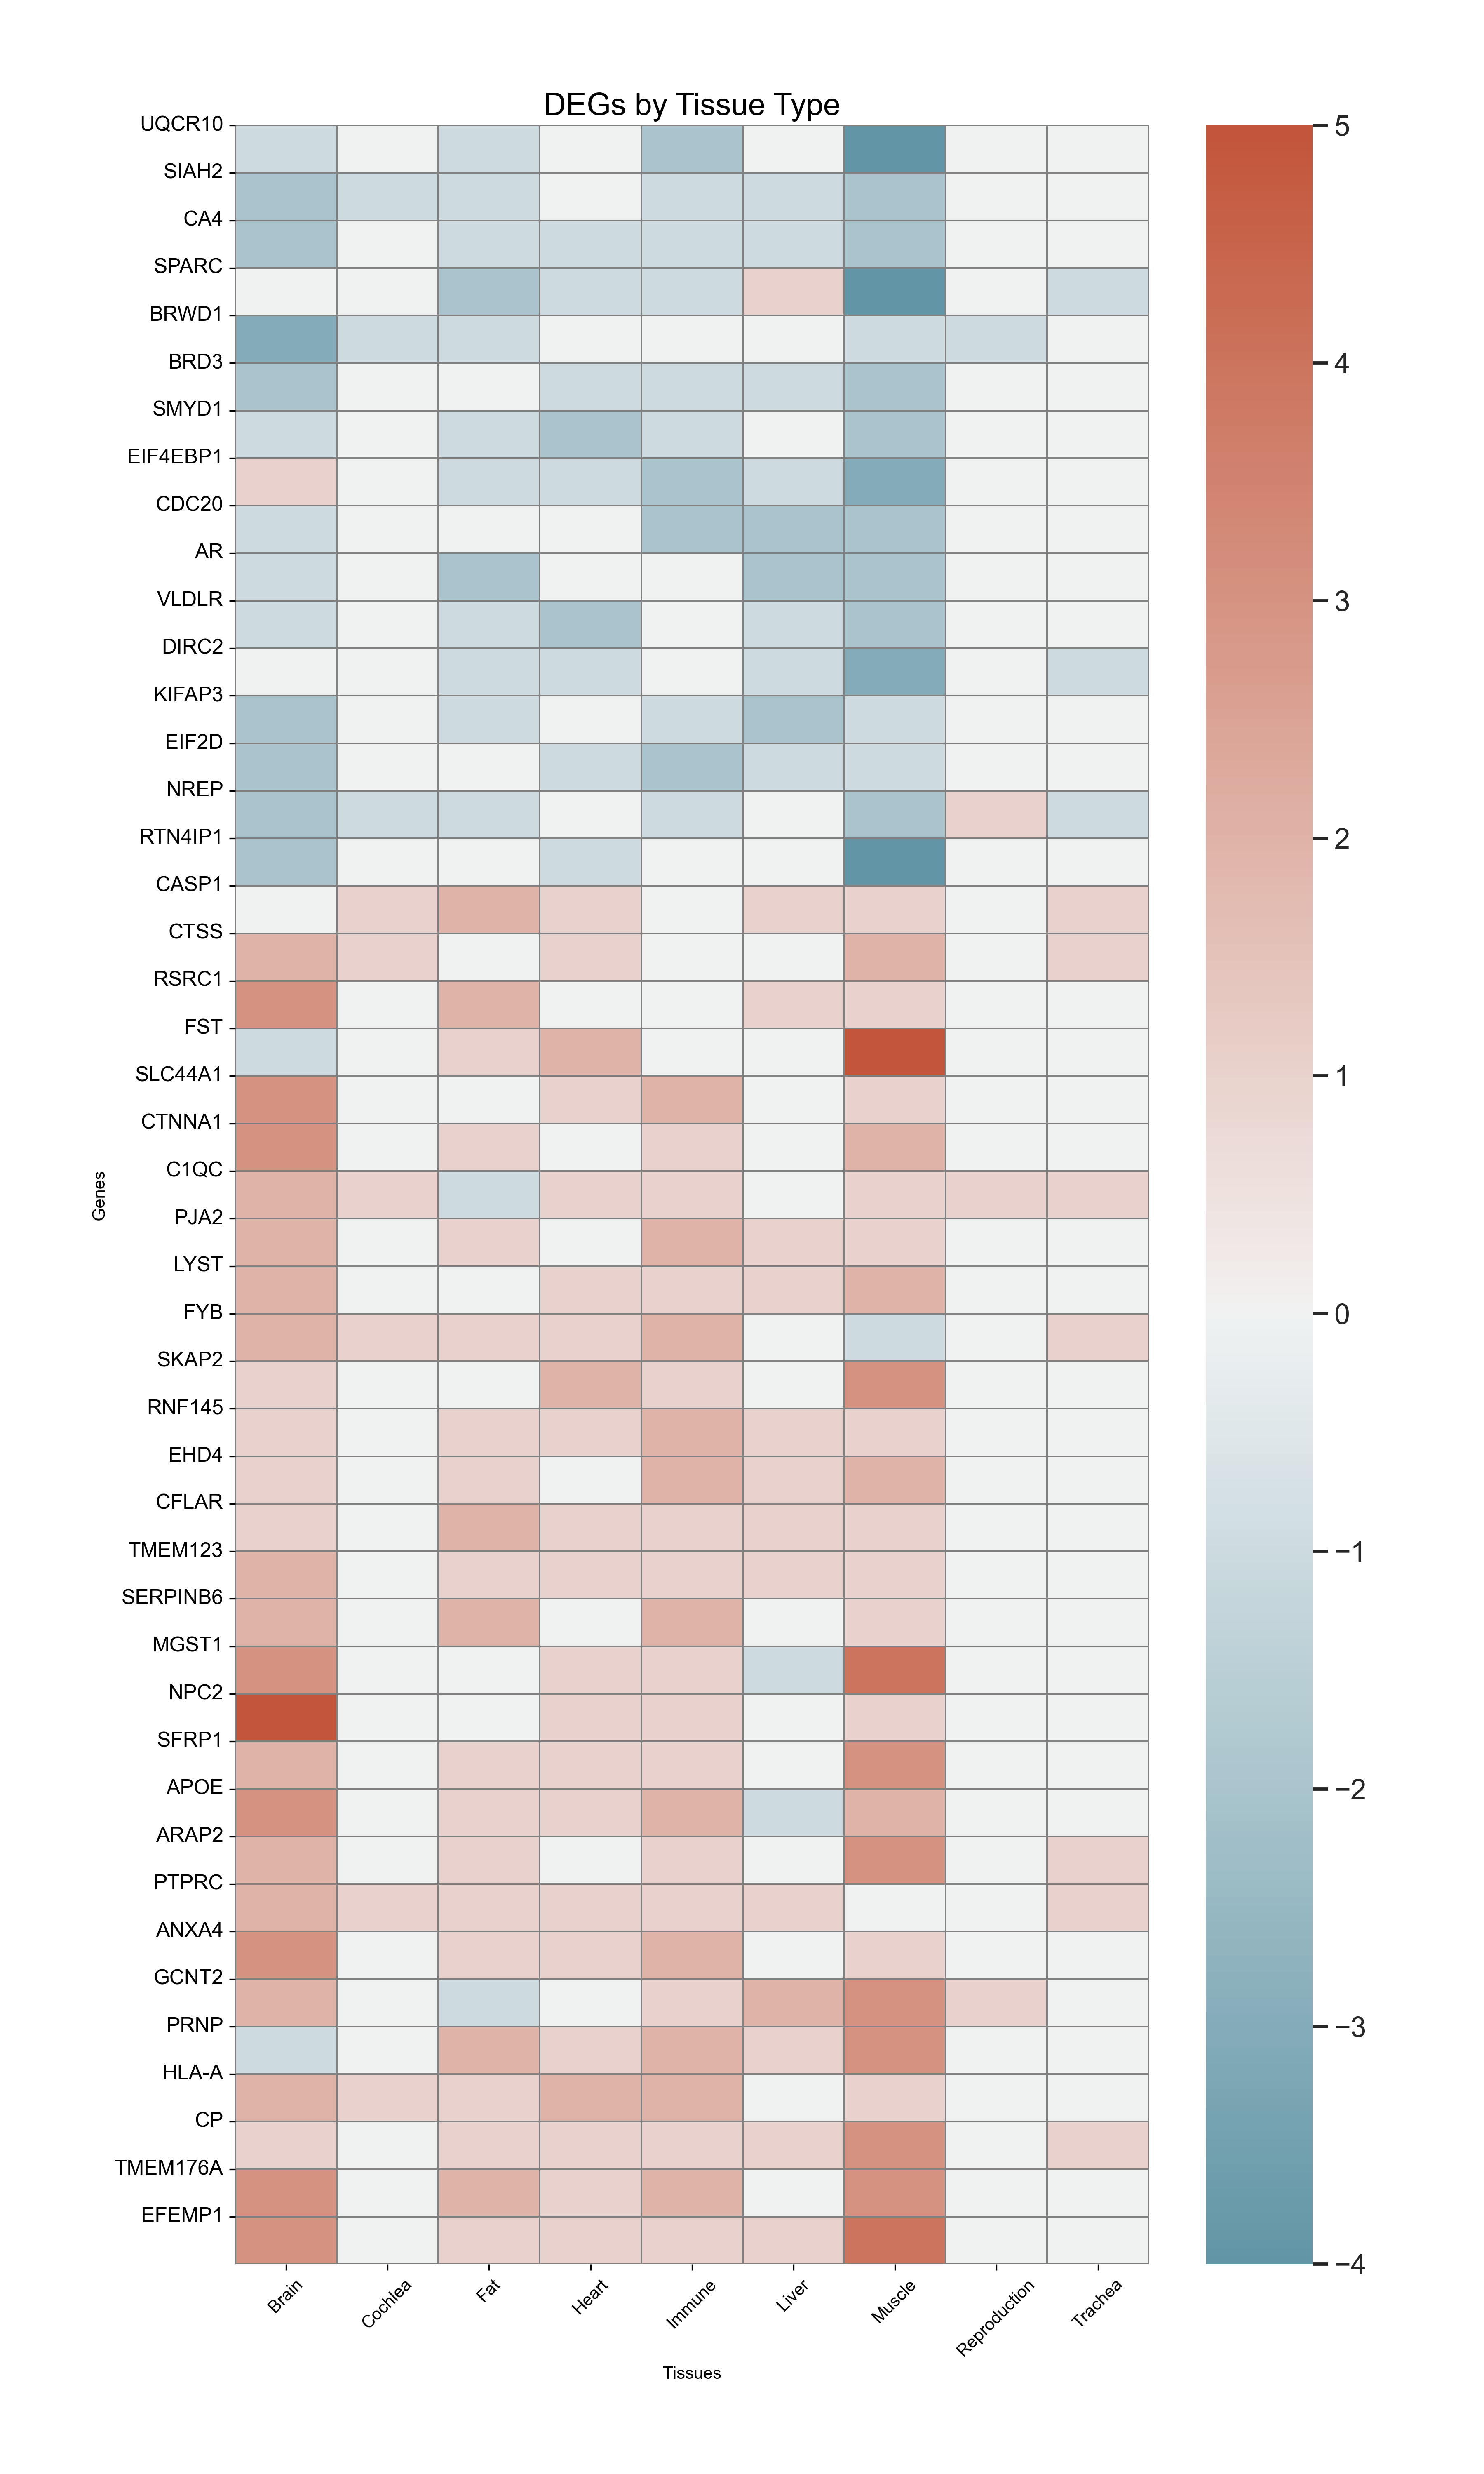 DEGs by Tissue Type
UQCR10
SIAH2
CA4
SPARC
BRWD1
BRD3
SMYD1
EIF4EBP1
CDC20
AR
VLDLR
DIRC2
KIFAP3
EIF2D
NREP
RTN4IP1
CASP1
CTSS
RSRC1
FST
SLC44A1
CTNNA1
C1QC
PJA2
LYST
FYB
SKAP2
RNF145
EHD4
CFLAR
TMEM123
SERPINB6
MGST1
NPC2
SFRP1
APOE
ARAP2
PTPRC
ANXA4
GCNT2
PRNP
HLA-A
CP
TMEM176A
EFEMP1
Genes
Brain Cochlea Fat Heart Immune Liver Muscle Reproduction Trachea
Tissues
5
4
3
2
1
0
−1
−2
−3
−4